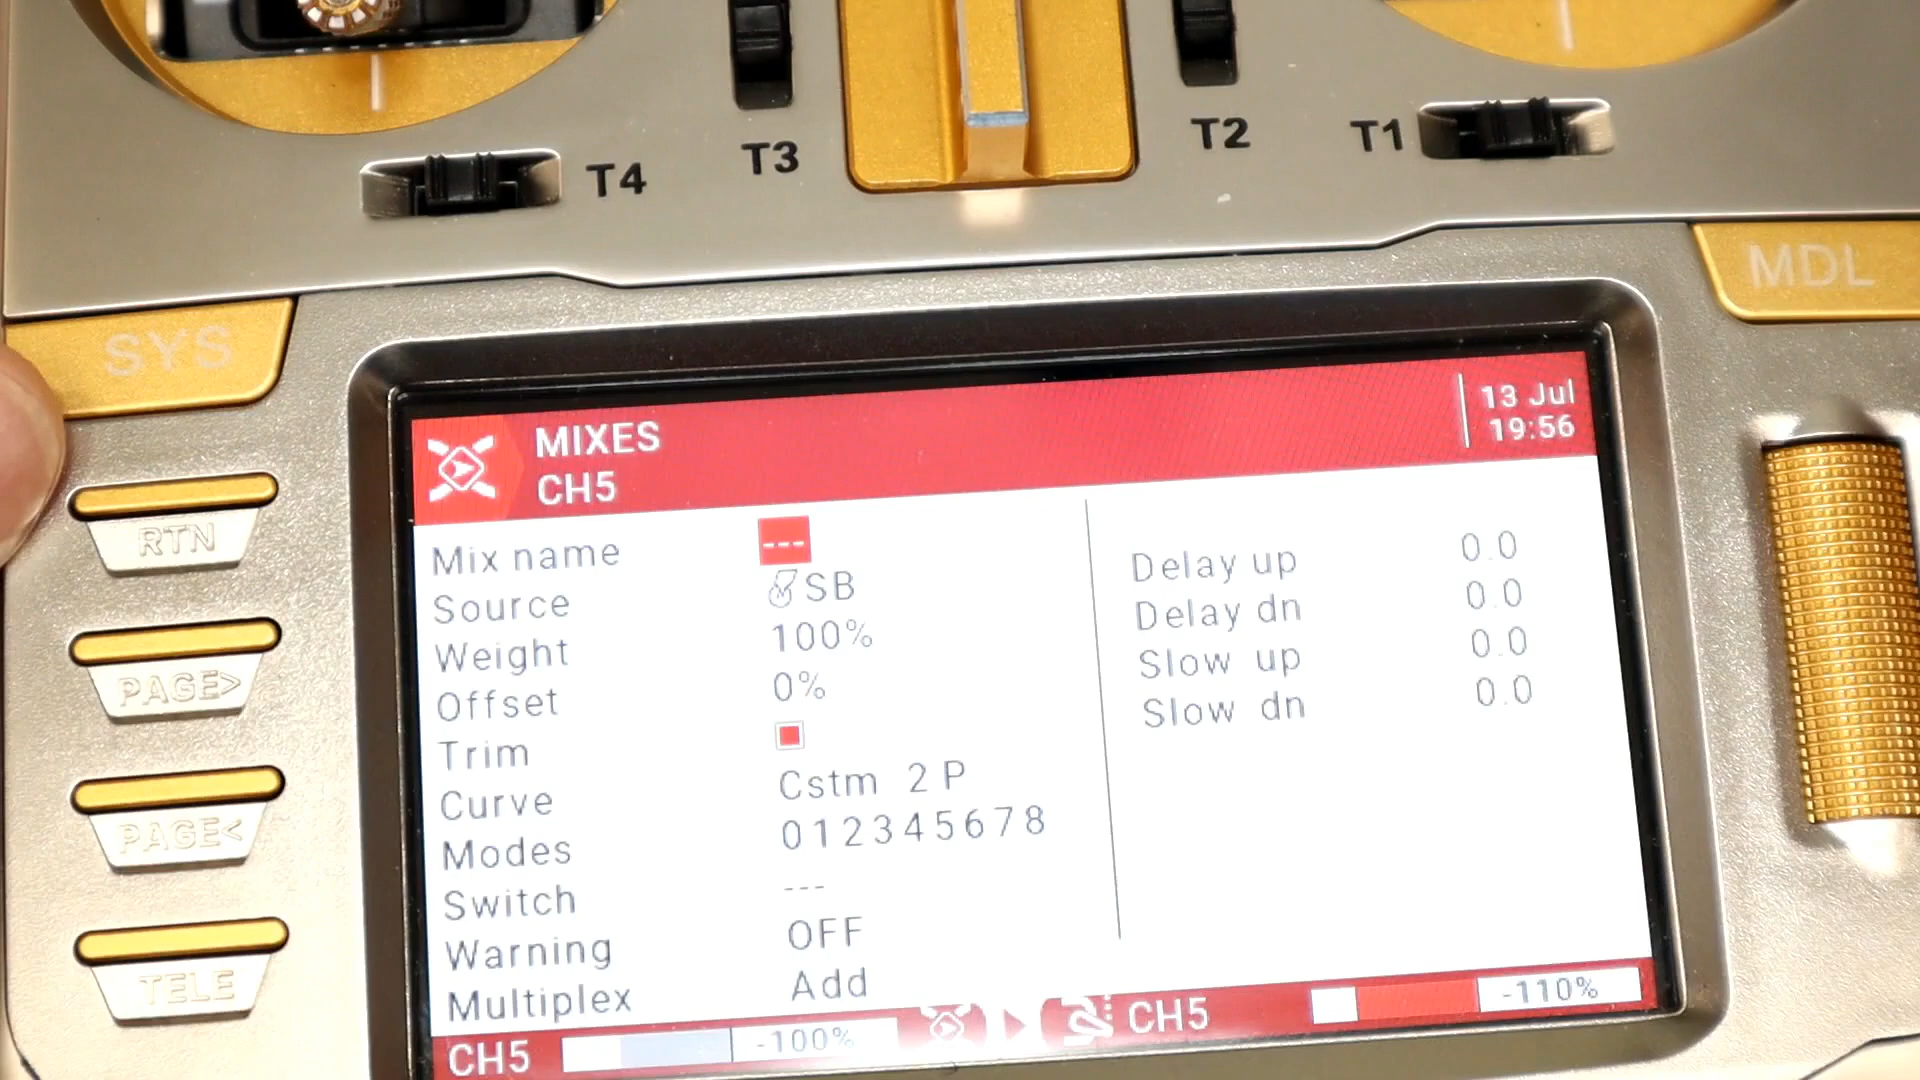 T4
T3
T2
T1
SYS
MDL
RTN
PAGE>
PAGE<
TELE
MIXES
CH5
13 Jul
19:56
Mix name ---
Source SB
Weight 100%
Offset 0%
Trim
Curve Cstm 2P
Modes 012345678
Switch ---
Warning OFF
Multiplex Add
Delay up 0.0
Delay dn 0.0
Slow up 0.0
Slow dn 0.0
CH5 -100%
CH5 -110%